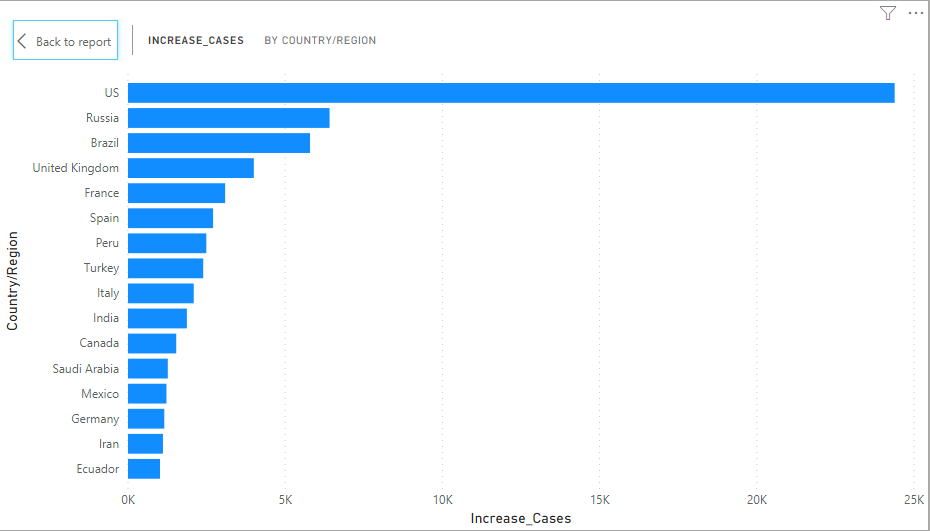 Back to report
INCREASE_CASES BY COUNTRY/REGION
Country/Region
US
Russia
Brazil
United Kingdom
France
Spain
Peru
Turkey
Italy
India
Canada
Saudi Arabia
Mexico
Germany
Iran
Ecuador
0K 5K 10K 15K 20K 25K
Increase_Cases